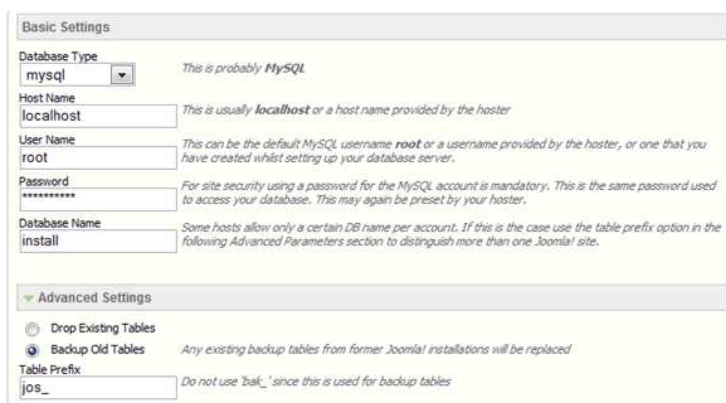 Basic Settings
Database Type
mysql
This is probably MySQL
Host Name
localhost
This is usually localhost or a host name provided by the hoster
User Name
root
This can be the default MySQL username root or a username provided by the hoster, or one that you
have created whilst setting up your database server.
Password
**********
For site security using a password for the MySQL account is mandatory. This is the same password used
to access your database. This may again be preset by your hoster.
Database Name
install
Some hosts allow only a certain DB name per account. If this is the case use the table prefix option in the
following Advanced Parameters section to distinguish more than one Joomla! site.
Advanced Settings
Drop Existing Tables
Backup Old Tables
Any existing backup tables from former Joomla! installations will be replaced
Table Prefix
jos_
Do not use 'bak_' since this is used for backup tables